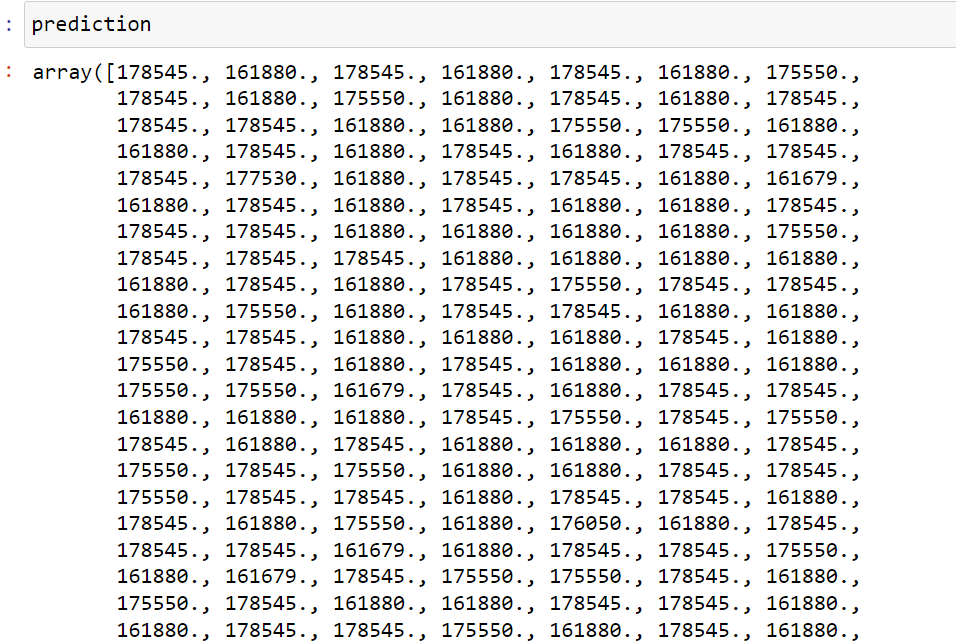 : prediction
: array([178545., 161880., 178545., 161880., 178545., 161880., 175550.,
178545., 161880., 175550., 161880., 178545., 161880., 178545.,
178545., 178545., 161880., 161880., 175550., 175550., 161880.,
161880., 178545., 161880., 178545., 161880., 178545., 178545.,
178545., 177530., 161880., 178545., 178545., 161880., 161679.,
161880., 178545., 161880., 178545., 161880., 161880., 178545.,
178545., 178545., 161880., 161880., 161880., 161880., 175550.,
178545., 178545., 178545., 161880., 161880., 161880., 161880.,
161880., 178545., 161880., 178545., 175550., 178545., 178545.,
161880., 175550., 161880., 178545., 178545., 161880., 161880.,
178545., 178545., 161880., 161880., 161880., 178545., 161880.,
175550., 178545., 161880., 178545., 161880., 161880., 161880.,
175550., 175550., 161679., 178545., 161880., 178545., 178545.,
161880., 161880., 161880., 178545., 175550., 178545., 175550.,
178545., 161880., 178545., 161880., 161880., 161880., 178545.,
175550., 178545., 175550., 161880., 161880., 178545., 178545.,
175550., 178545., 178545., 161880., 178545., 178545., 161880.,
178545., 161880., 175550., 161880., 176050., 161880., 178545.,
178545., 178545., 161679., 161880., 178545., 178545., 175550.,
161880., 161679., 178545., 175550., 175550., 178545., 161880.,
175550., 178545., 161880., 161880., 178545., 178545., 161880.,
161880., 178545., 178545., 175550., 161880., 178545., 161880.,